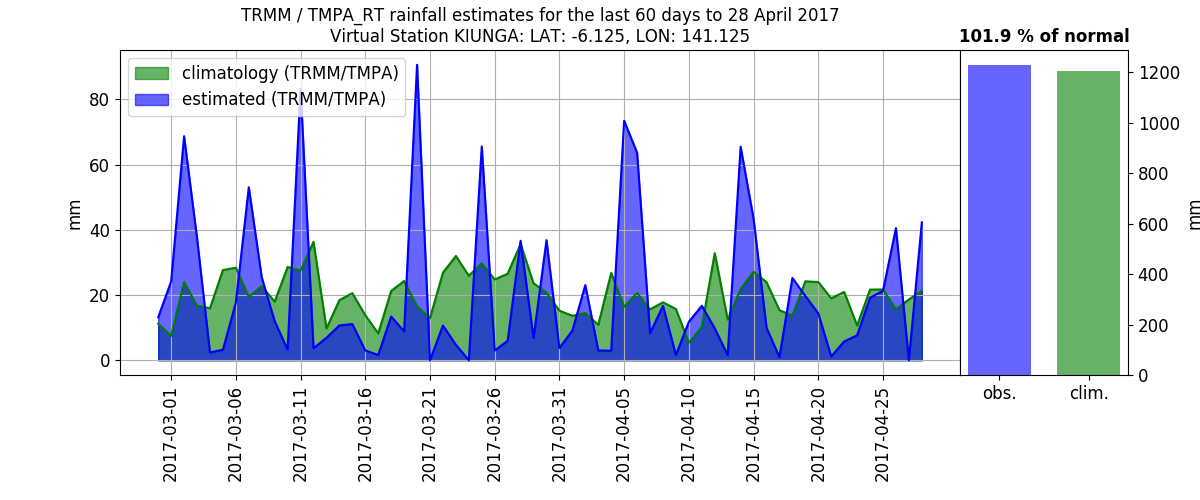 TRMM / TMPA_RT rainfall estimates for the last 60 days to 28 April 2017
Virtual Station KIUNGA: LAT: -6.125, LON: 141.125
101.9 % of normal
climatology (TRMM/TMPA)
estimated (TRMM/TMPA)
80
60
40
20
0
mm
2017-03-01
2017-03-06
2017-03-11
2017-03-16
2017-03-21
2017-03-26
2017-03-31
2017-04-05
2017-04-10
2017-04-15
2017-04-20
2017-04-25
1200
1000
800
600
400
200
0
mm
obs.
clim.